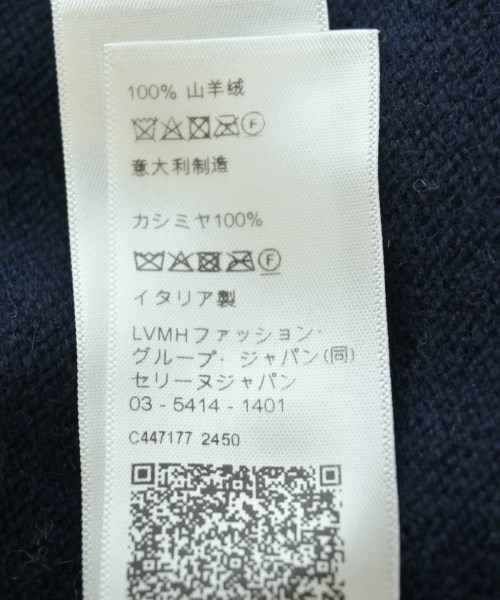 100% 山羊绒
F
意大利制造
カシミヤ100%
F
イタリア製
LVMHファッション・
グループ・ジャパン(同)
セリーヌジャパン
03 - 5414 - 1401
C447177 2450